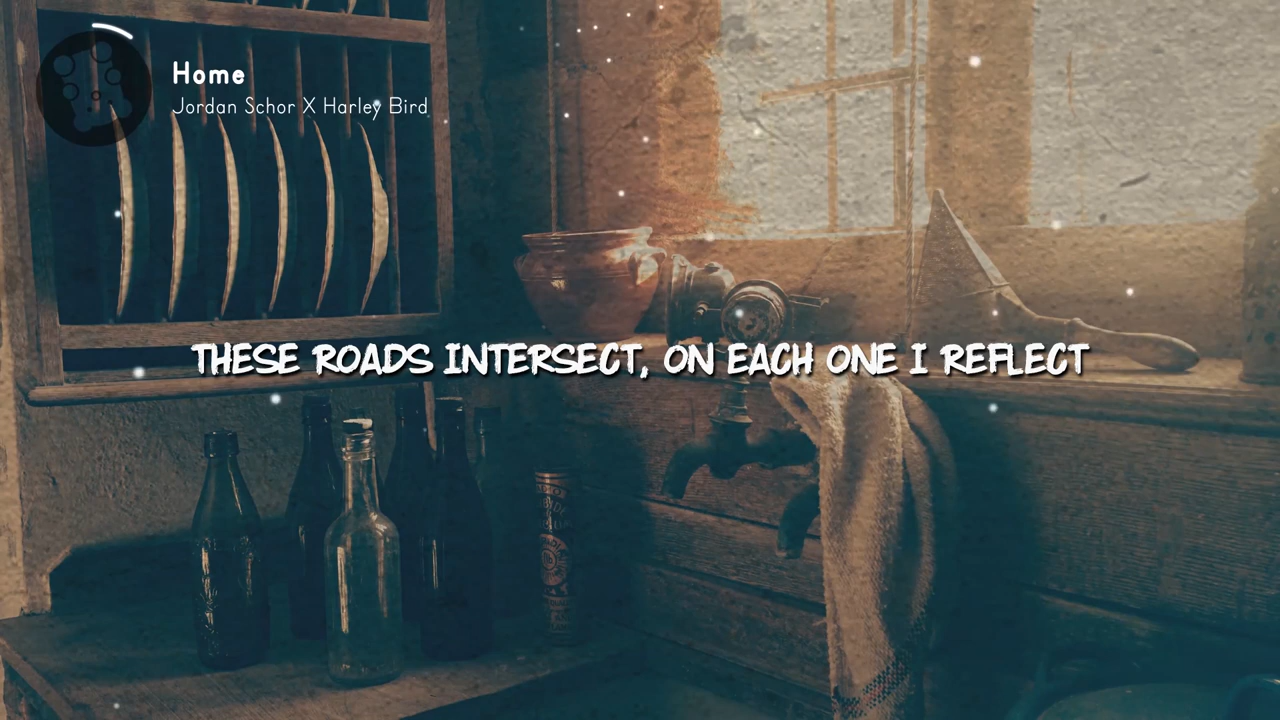 Home
Jordan Schor X Harley Bird
THESE ROADS INTERSECT, ON EACH ONE I REFLECT